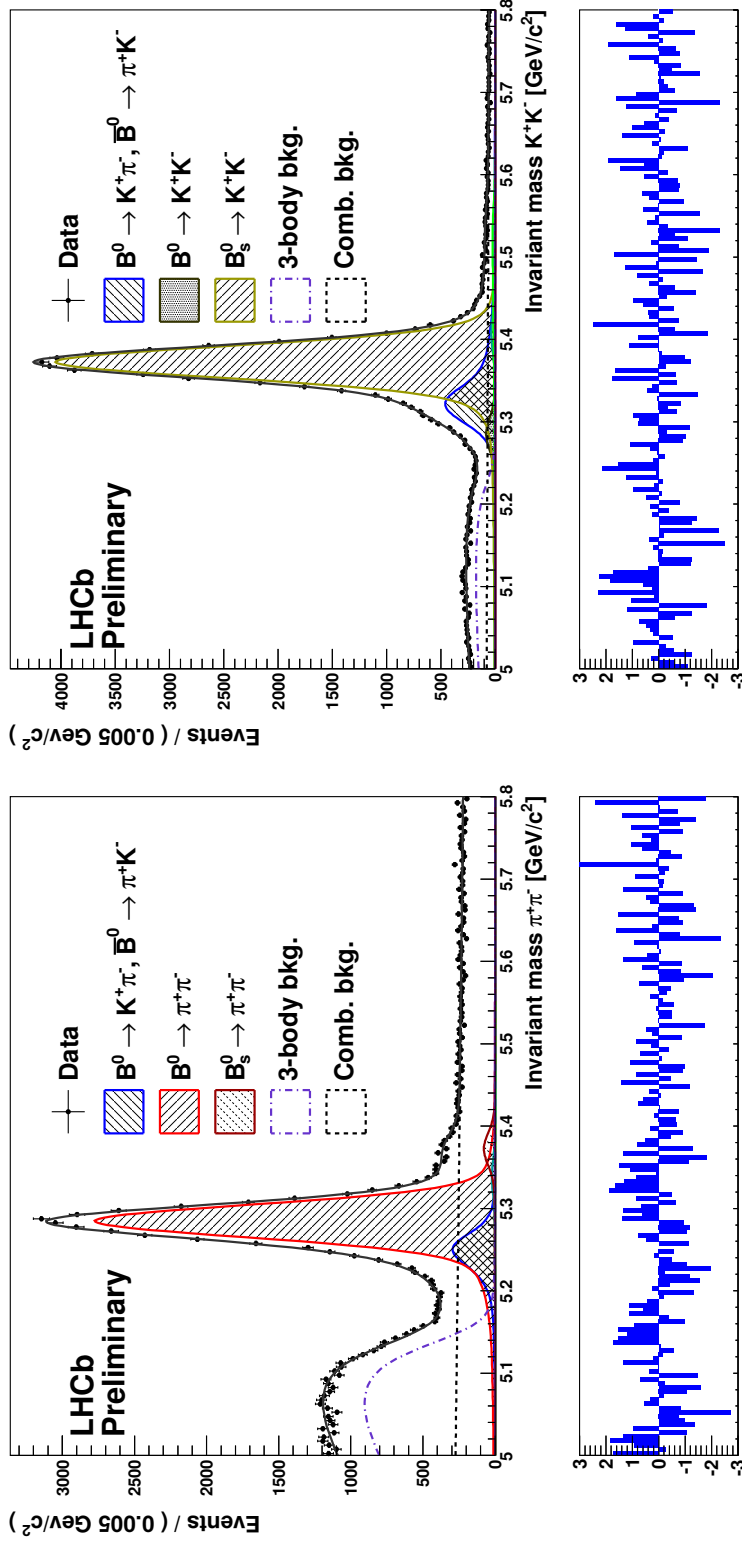 LHCb
Preliminary
Data
B⁰ → K⁺π⁻, B̅⁰ → π⁺K⁻
B⁰ → π⁺π⁻
B⁰ₛ → π⁺π⁻
3-body bkg.
Comb. bkg.
Events / ( 0.005 Gev/c² )
3000
2500
2000
1500
1000
500
0
5 5.1 5.2 5.3 5.4 5.5 5.6 5.7 5.8
Invariant mass π⁺π⁻ [GeV/c²]
3
2
1
0
-1
-2
-3
LHCb
Preliminary
Data
B⁰ → K⁺π⁻, B̅⁰ → π⁺K⁻
B⁰ → K⁺K⁻
B⁰ₛ → K⁺K⁻
3-body bkg.
Comb. bkg.
Events / ( 0.005 Gev/c² )
4000
3500
3000
2500
2000
1500
1000
500
0
5 5.1 5.2 5.3 5.4 5.5 5.6 5.7 5.8
Invariant mass K⁺K⁻ [GeV/c²]
3
2
1
0
-1
-2
-3